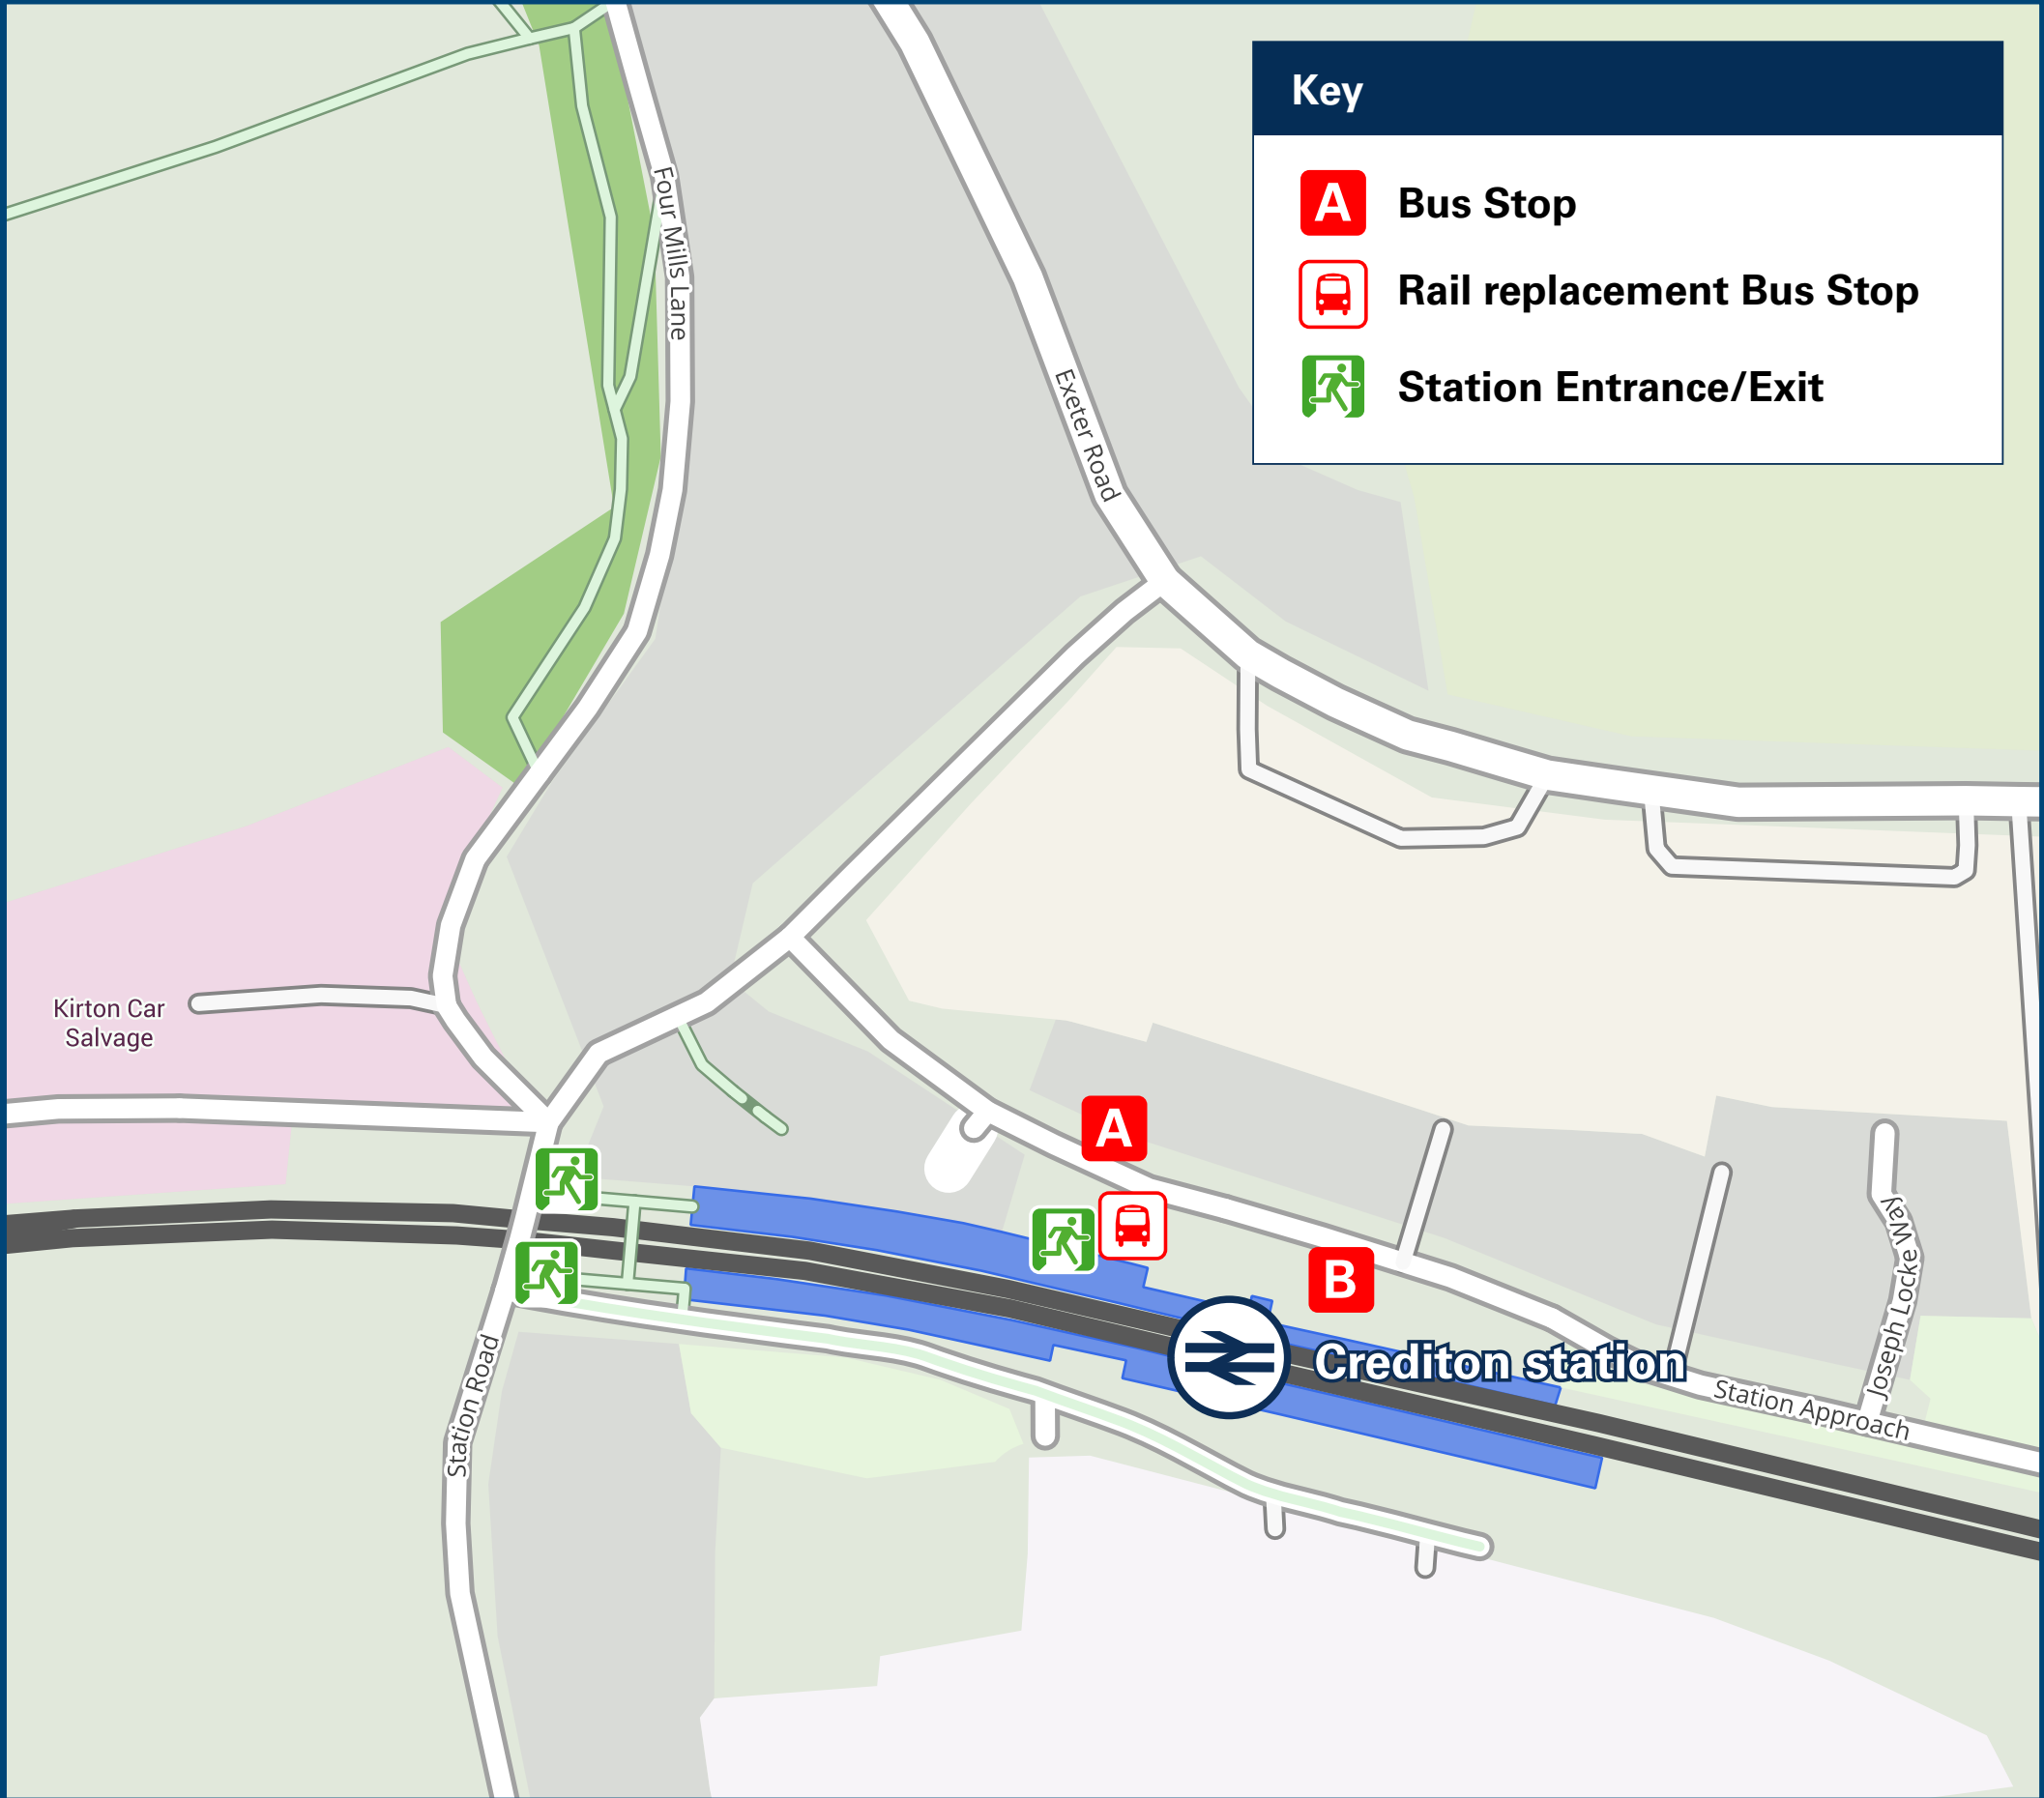 Key
A
Bus Stop
Rail replacement Bus Stop
Station Entrance/Exit
Four Mills Lane
Exeter Road
Kirton Car
Salvage
A
B
Crediton station
Joseph Locke Way
Station Approach
Station Road